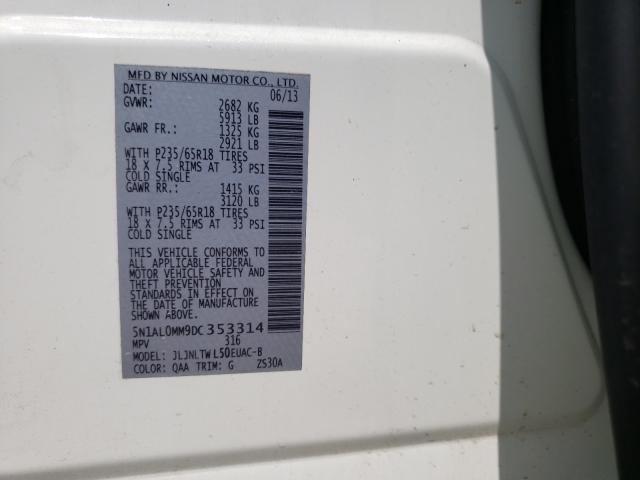 MFD BY NISSAN MOTOR CO., LTD.
DATE: 06/13
GVWR: 2682 KG
5913 LB
GAWR FR.: 1325 KG
2921 LB
WITH P235/65R18 TIRES
18 X 7.5 RIMS AT 33 PSI
COLD SINGLE
GAWR RR.: 1415 KG
3120 LB
WITH P235/65R18 TIRES
18 X 7.5 RIMS AT 33 PSI
COLD SINGLE
THIS VEHICLE CONFORMS TO
ALL APPLICABLE FEDERAL
MOTOR VEHICLE SAFETY AND
THEFT PREVENTION
STANDARDS IN EFFECT ON
THE DATE OF MANUFACTURE
SHOWN ABOVE.
5N1AL0MM9DC353314
MPV 316
MODEL: JLJNLTWL50EUAC-B
COLOR: QAA TRIM: G ZS30A